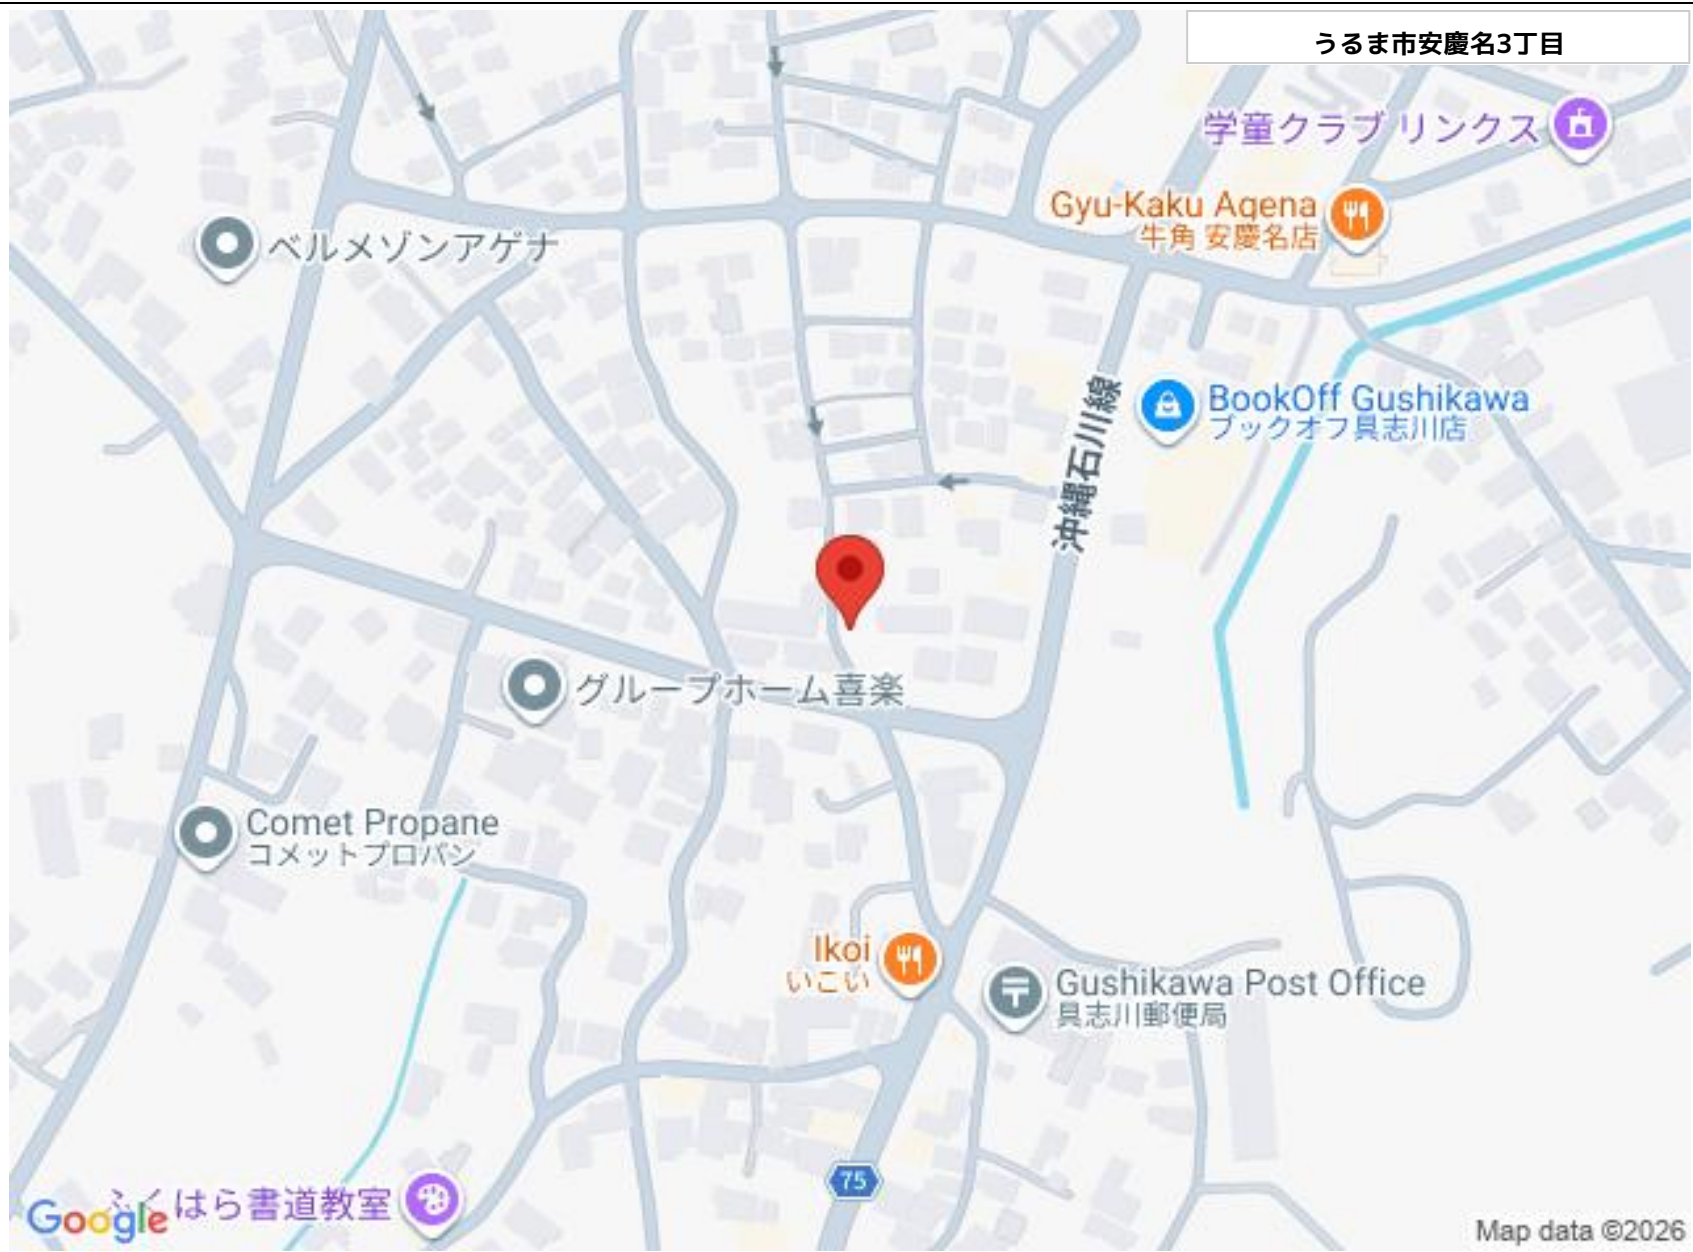 うるま市安慶名3丁目
学童クラブ リンクス
Gyu-Kaku Agena
牛角 安慶名店
ベルメゾンアゲナ
BookOff Gushikawa
ブックオフ具志川店
沖縄石川線
グループホーム喜楽
Comet Propane
コメットプロパン
Ikoi
いこい
Gushikawa Post Office
具志川郵便局
75
ふくはら書道教室
Google
Map data ©2026